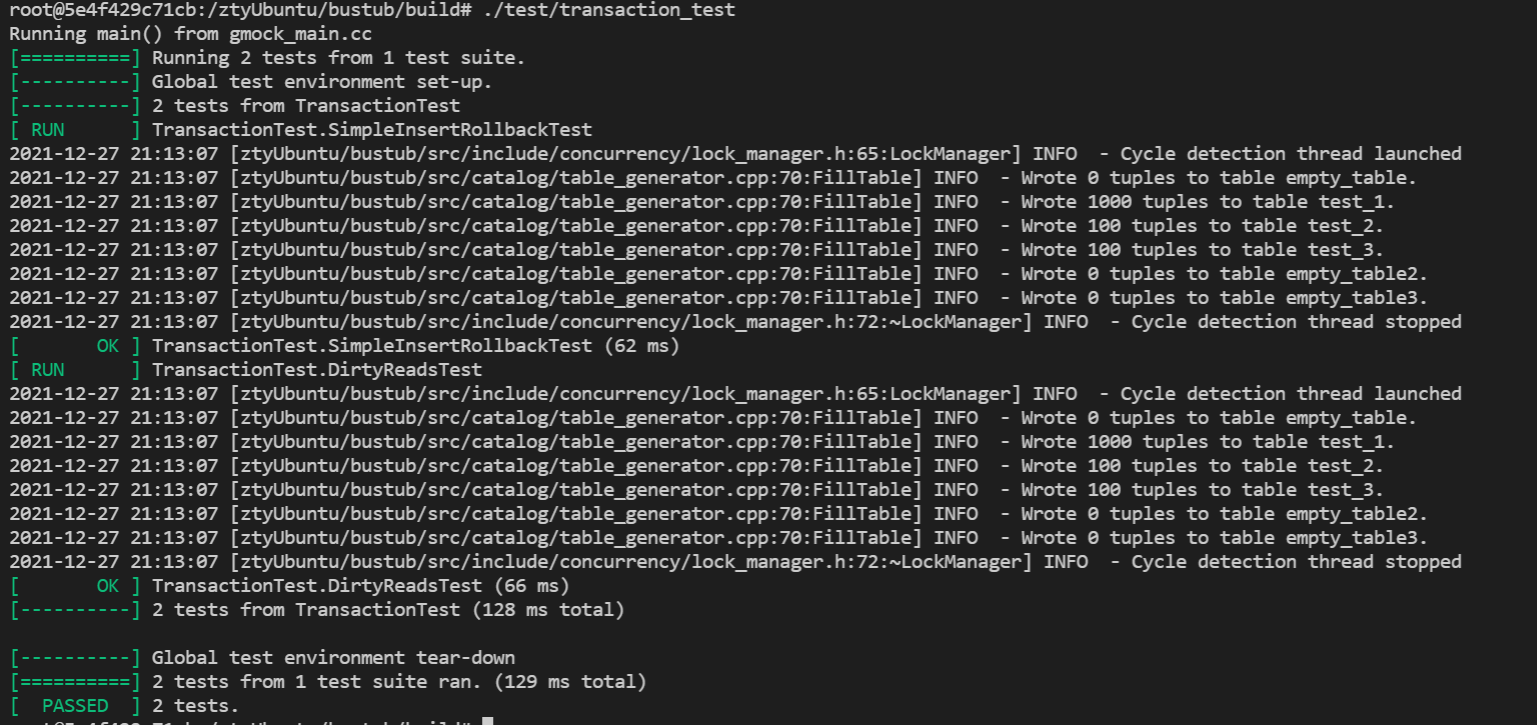 root@5e4f429c71cb:/ztyUbuntu/bustub/build# ./test/transaction_test
Running main() from gmock_main.cc
[==========] Running 2 tests from 1 test suite.
[----------] Global test environment set-up.
[----------] 2 tests from TransactionTest
[ RUN      ] TransactionTest.SimpleInsertRollbackTest
2021-12-27 21:13:07 [ztyUbuntu/bustub/src/include/concurrency/lock_manager.h:65:LockManager] INFO  - Cycle detection thread launched
2021-12-27 21:13:07 [ztyUbuntu/bustub/src/catalog/table_generator.cpp:70:FillTable] INFO  - Wrote 0 tuples to table empty_table.
2021-12-27 21:13:07 [ztyUbuntu/bustub/src/catalog/table_generator.cpp:70:FillTable] INFO  - Wrote 1000 tuples to table test_1.
2021-12-27 21:13:07 [ztyUbuntu/bustub/src/catalog/table_generator.cpp:70:FillTable] INFO  - Wrote 100 tuples to table test_2.
2021-12-27 21:13:07 [ztyUbuntu/bustub/src/catalog/table_generator.cpp:70:FillTable] INFO  - Wrote 100 tuples to table test_3.
2021-12-27 21:13:07 [ztyUbuntu/bustub/src/catalog/table_generator.cpp:70:FillTable] INFO  - Wrote 0 tuples to table empty_table2.
2021-12-27 21:13:07 [ztyUbuntu/bustub/src/catalog/table_generator.cpp:70:FillTable] INFO  - Wrote 0 tuples to table empty_table3.
2021-12-27 21:13:07 [ztyUbuntu/bustub/src/include/concurrency/lock_manager.h:72:~LockManager] INFO  - Cycle detection thread stopped
[       OK ] TransactionTest.SimpleInsertRollbackTest (62 ms)
[ RUN      ] TransactionTest.DirtyReadsTest
2021-12-27 21:13:07 [ztyUbuntu/bustub/src/include/concurrency/lock_manager.h:65:LockManager] INFO  - Cycle detection thread launched
2021-12-27 21:13:07 [ztyUbuntu/bustub/src/catalog/table_generator.cpp:70:FillTable] INFO  - Wrote 0 tuples to table empty_table.
2021-12-27 21:13:07 [ztyUbuntu/bustub/src/catalog/table_generator.cpp:70:FillTable] INFO  - Wrote 1000 tuples to table test_1.
2021-12-27 21:13:07 [ztyUbuntu/bustub/src/catalog/table_generator.cpp:70:FillTable] INFO  - Wrote 100 tuples to table test_2.
2021-12-27 21:13:07 [ztyUbuntu/bustub/src/catalog/table_generator.cpp:70:FillTable] INFO  - Wrote 100 tuples to table test_3.
2021-12-27 21:13:07 [ztyUbuntu/bustub/src/catalog/table_generator.cpp:70:FillTable] INFO  - Wrote 0 tuples to table empty_table2.
2021-12-27 21:13:07 [ztyUbuntu/bustub/src/catalog/table_generator.cpp:70:FillTable] INFO  - Wrote 0 tuples to table empty_table3.
2021-12-27 21:13:07 [ztyUbuntu/bustub/src/include/concurrency/lock_manager.h:72:~LockManager] INFO  - Cycle detection thread stopped
[       OK ] TransactionTest.DirtyReadsTest (66 ms)
[----------] 2 tests from TransactionTest (128 ms total)
[----------] Global test environment tear-down
[==========] 2 tests from 1 test suite ran. (129 ms total)
[  PASSED  ] 2 tests.